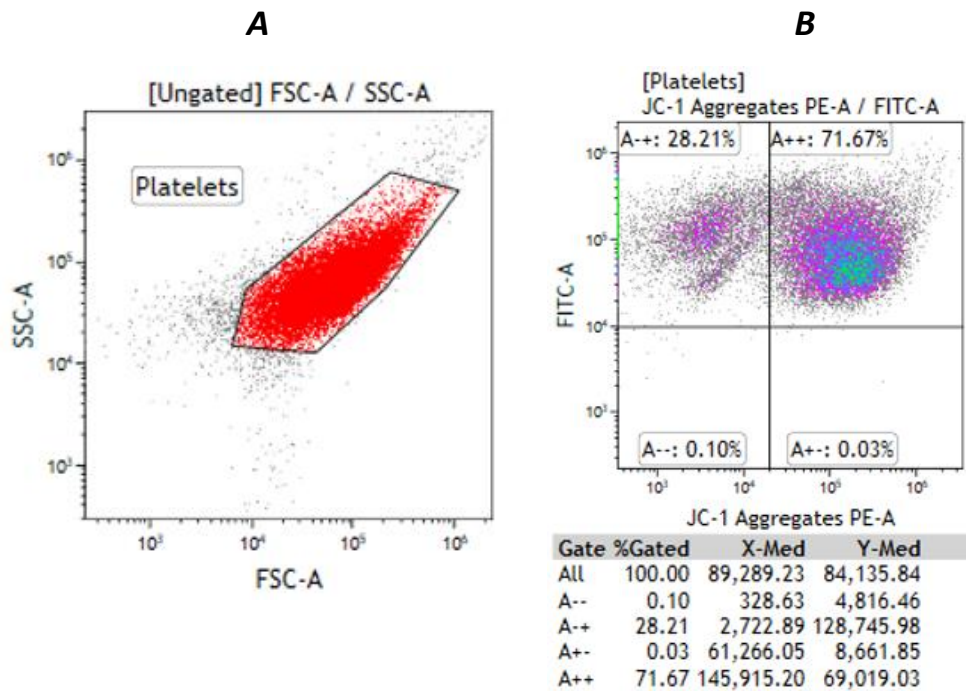 A
B
[Ungated] FSC-A / SSC-A
Platelets
10⁶
10⁵
10⁴
10³
SSC-A
10³
10⁴
10⁵
10⁶
FSC-A
[Platelets]
JC-1 Aggregates PE-A / FITC-A
A-+: 28.21%
A++: 71.67%
10⁶
10⁵
10⁴
10³
FITC-A
A--: 0.10%
A+-: 0.03%
10³
10⁴
10⁵
10⁶
JC-1 Aggregates PE-A
Gate %Gated X-Med Y-Med
All 100.00 89,289.23 84,135.84
A-- 0.10 328.63 4,816.46
A-+ 28.21 2,722.89 128,745.98
A+- 0.03 61,266.05 8,661.85
A++ 71.67 145,915.20 69,019.03